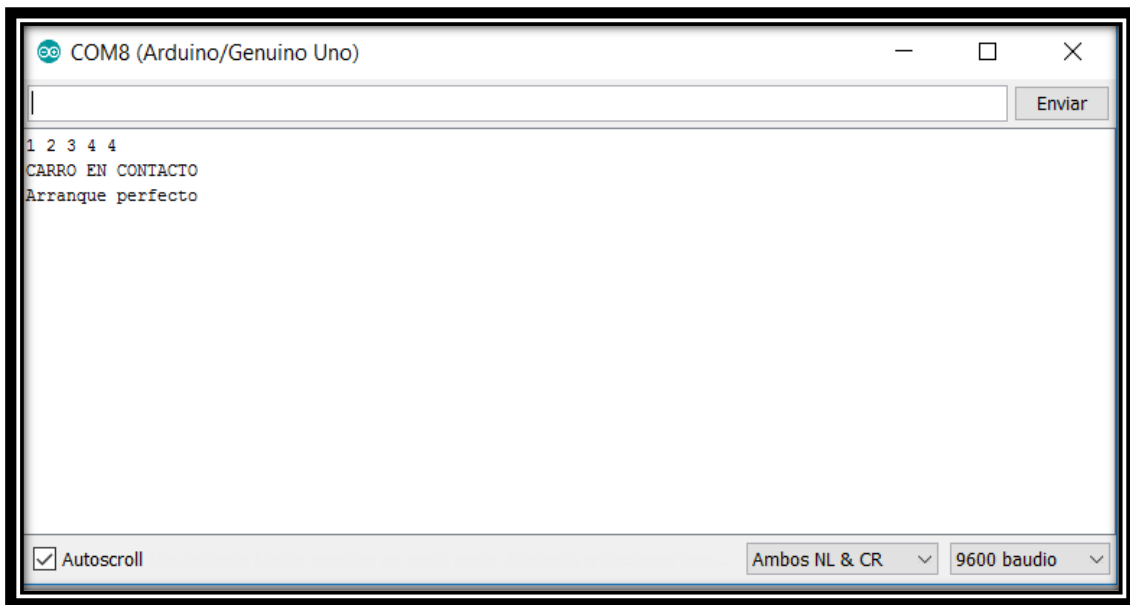 COM8 (Arduino/Genuino Uno)
Enviar
1 2 3 4 4
CARRO EN CONTACTO
Arranque perfecto
Autoscroll
Ambos NL & CR
9600 baudio